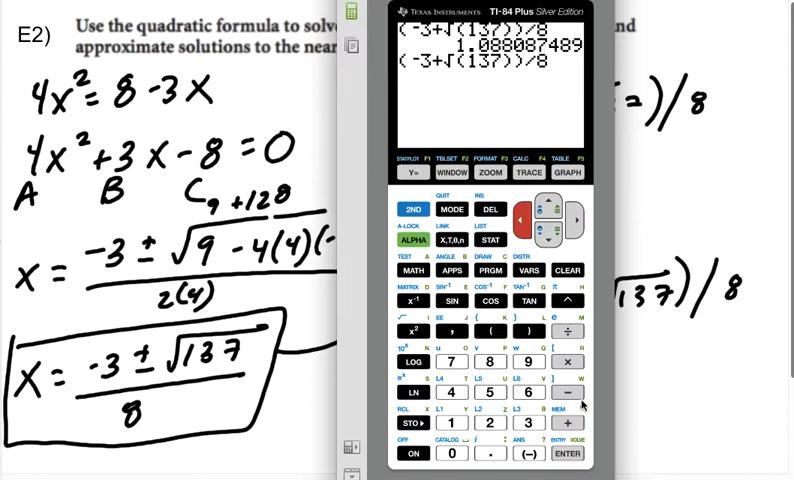 E2) Use the quadratic formula to solv nd
approximate solutions to the near
4x² = 8 - 3x
4x² + 3x - 8 = 0
A B C 9 + 128
x = -3 ± √9 - 4(4)(-
2(4)
x = -3 ± √137
8
)/8
√137)/8
TEXAS INSTRUMENTS TI-84 Plus Silver Edition
(-3+√(137))/8
1.088087489
(-3+√(137))/8
STATPLOT F1 TBLSET F2 FORMAT F3 CALC F4 TABLE F5
Y= WINDOW ZOOM TRACE GRAPH
QUIT INS
2ND MODE DEL
A-LOCK LINK LIST
ALPHA X,T,θ,n STAT
TEST A ANGLE B DRAW C DISTR
MATH APPS PRGM VARS CLEAR
MATRIX D SIN⁻¹ E COS⁻¹ F TAN⁻¹ G π H
x⁻¹ SIN COS TAN ^
√ I EE J { K } L e M
x² , ( ) ÷
10ˣ N u O v P w Q [ R
LOG 7 8 9 ×
eˣ S L4 T L5 U L6 V ] W
LN 4 5 6 −
RCL X L1 Y L2 Z L3 θ MEM "
STO▸ 1 2 3 +
OFF CATALOG ⎵ i : ANS ? ENTRY SOLVE
ON 0 . (−) ENTER